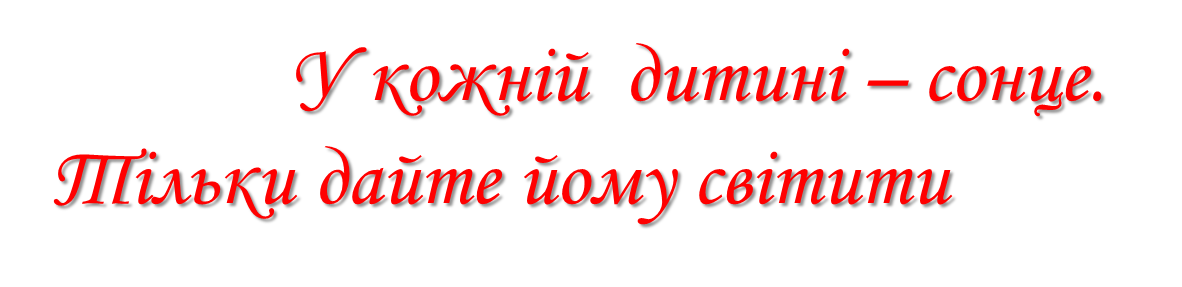 У кожній дитині – сонце.
Тільки дайте йому світити